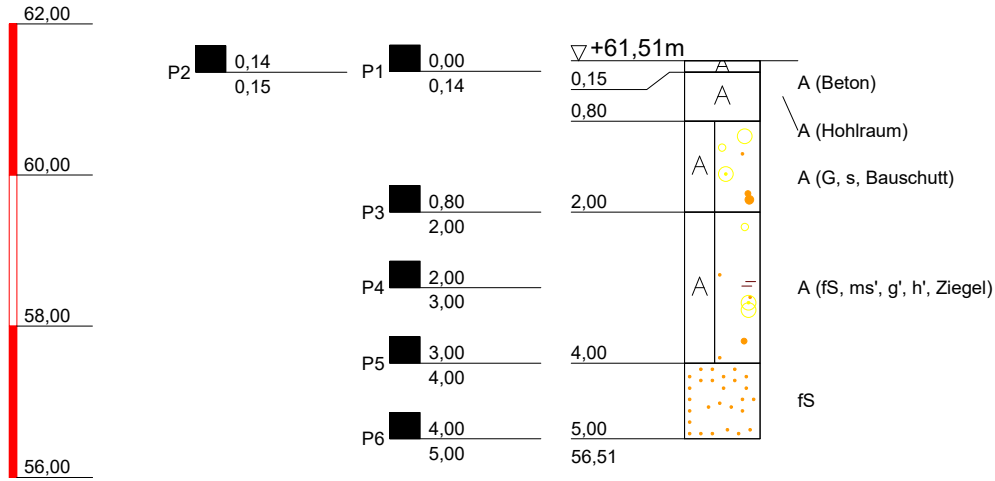 62,00
60,00
58,00
56,00
P2 0,14
0,15
P1 0,00
0,14
P3 0,80
2,00
P4 2,00
3,00
P5 3,00
4,00
P6 4,00
5,00
+61,51m
0,15
0,80
2,00
4,00
5,00
56,51
A
A
A
A
A (Beton)
A (Hohlraum)
A (G, s, Bauschutt)
A (fS, ms', g', h', Ziegel)
fS